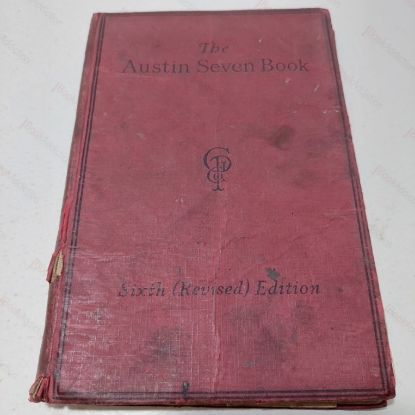 The
Austin Seven Book
Sixth (Revised) Edition